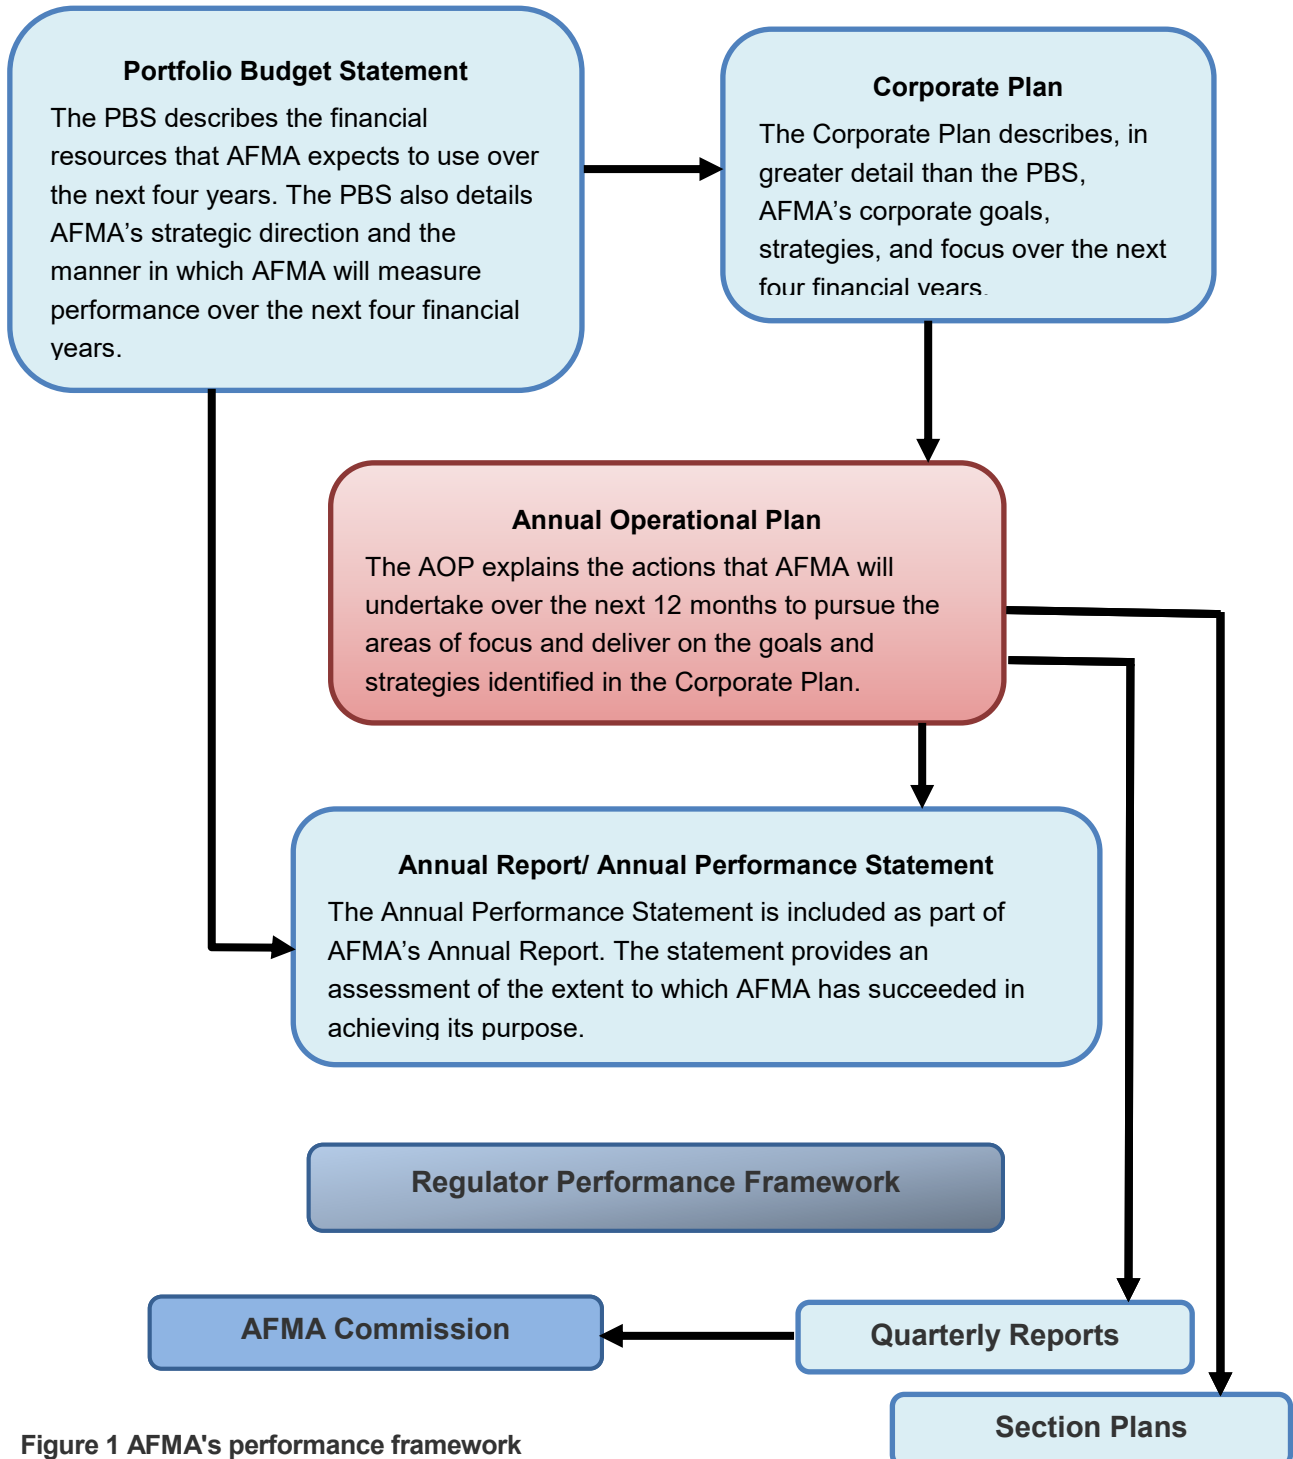 Portfolio Budget Statement
The PBS describes the financial
resources that AFMA expects to use over
the next four years. The PBS also details
AFMA’s strategic direction and the
manner in which AFMA will measure
performance over the next four financial
years.
Corporate Plan
The Corporate Plan describes, in
greater detail than the PBS,
AFMA’s corporate goals,
strategies, and focus over the next
four financial years.
Annual Operational Plan
The AOP explains the actions that AFMA will
undertake over the next 12 months to pursue the
areas of focus and deliver on the goals and
strategies identified in the Corporate Plan.
Annual Report/ Annual Performance Statement
The Annual Performance Statement is included as part of
AFMA’s Annual Report. The statement provides an
assessment of the extent to which AFMA has succeeded in
achieving its purpose.
Regulator Performance Framework
AFMA Commission
Quarterly Reports
Section Plans
Figure 1 AFMA's performance framework